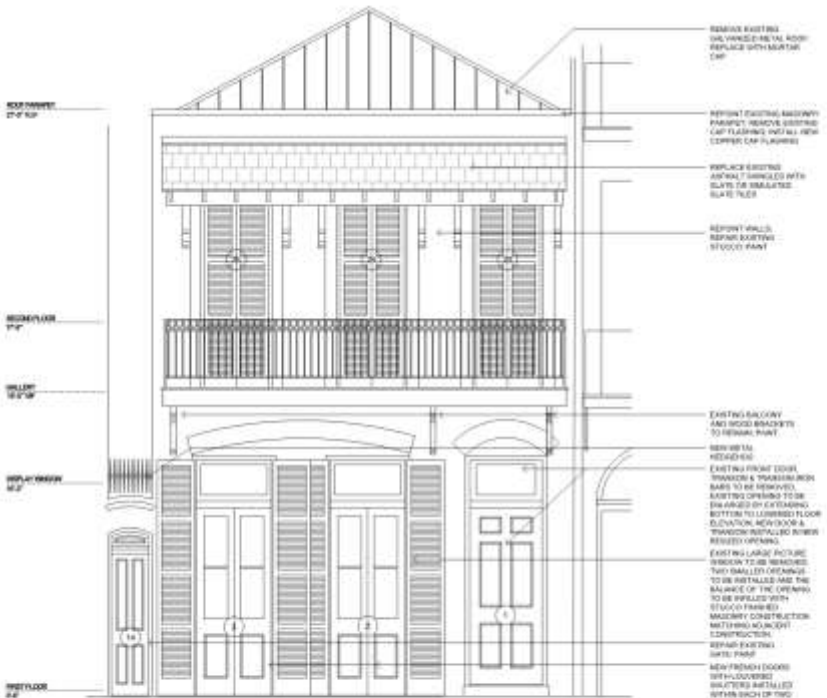 REMOVE EXISTING
GALVANIZED METAL ROOF
REPLACE WITH MORTAR
CAP
ROOF PARAPET
REPOINT EXISTING MASONRY
PARAPET; REMOVE EXISTING
CAP FLASHING; INSTALL NEW
COPPER CAP FLASHING
REPLACE EXISTING
ASPHALT SHINGLES WITH
SLATE OR SIMULATED
SLATE TILES
REPOINT WALLS;
REPAIR EXISTING
STUCCO; PAINT
SECOND FLOOR
GALLERY
EXISTING BALCONY
AND WOOD BRACKETS
TO REMAIN; PAINT
NEW METAL
DISPLAY WINDOW
EXISTING FRONT DOOR,
TRANSOM & TRANSOM IRON
BARS TO BE REMOVED.
EXISTING OPENING TO BE
ENLARGED BY EXTENDING
BOTTOM TO LOWERED FLOOR
ELEVATION. NEW DOOR &
TRANSOM INSTALLED IN NEW
OPENING.
EXISTING LARGE PICTURE
WINDOW TO BE REMOVED.
TWO SMALLER OPENINGS
TO BE INSTALLED AND THE
BALANCE OF THE OPENING
TO BE INFILLED WITH
STUCCO FINISHED
MASONRY CONSTRUCTION
MATCHING ADJACENT
CONSTRUCTION.
REPAIR EXISTING
GATE; PAINT
1A
3
2
1
NEW FRENCH DOORS
WITH LOUVERED
SHUTTERS INSTALLED
WITHIN EACH OF TWO
FIRST FLOOR